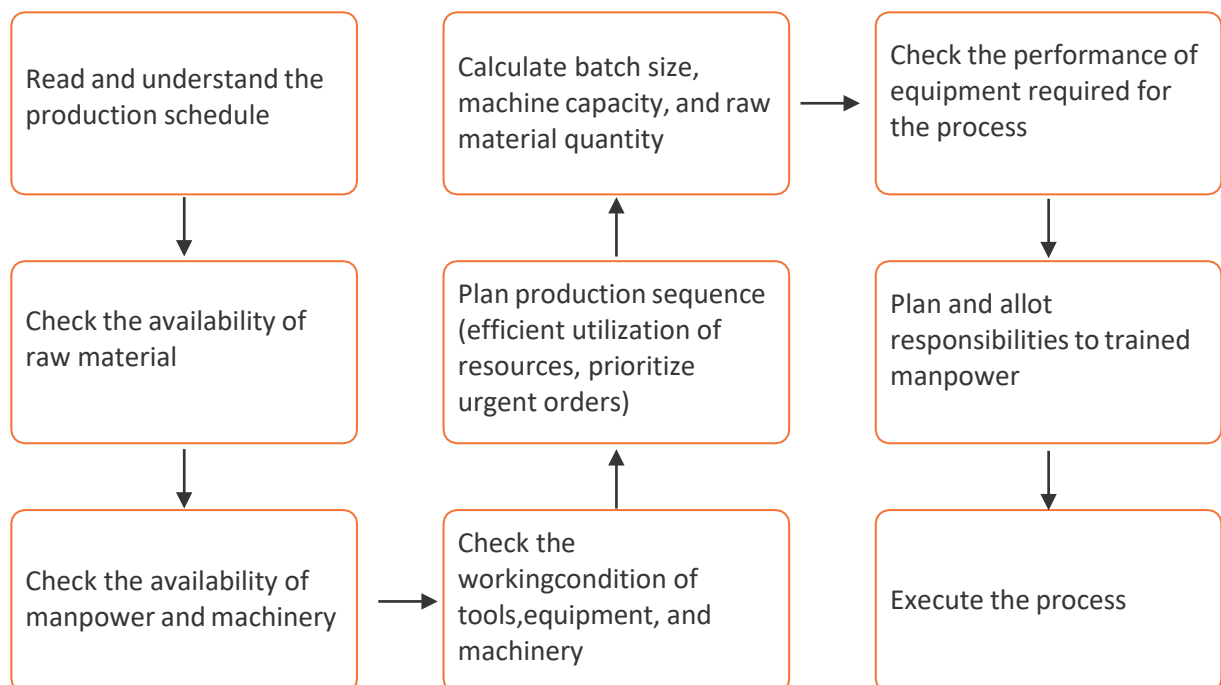 Read and understand the
production schedule
Check the availability of
raw material
Check the availability of
manpower and machinery
Check the
workingcondition of
tools,equipment, and
machinery
Plan production sequence
(efficient utilization of
resources, prioritize
urgent orders)
Calculate batch size,
machine capacity, and raw
material quantity
Check the performance of
equipment required for
the process
Plan and allot
responsibilities to trained
manpower
Execute the process